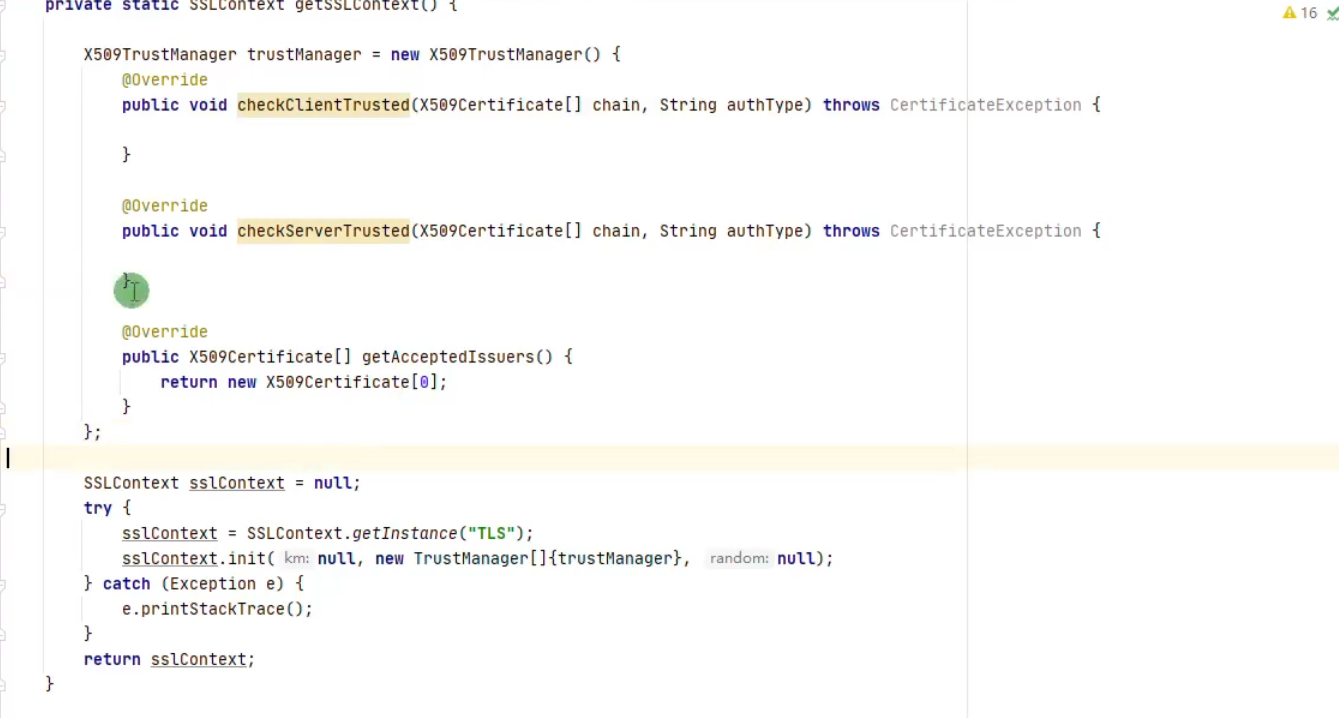 private static SSLContext getSSLContext() {
16
X509TrustManager trustManager = new X509TrustManager() {
@Override
public void checkClientTrusted(X509Certificate[] chain, String authType) throws CertificateException {
}
@Override
public void checkServerTrusted(X509Certificate[] chain, String authType) throws CertificateException {
}
@Override
public X509Certificate[] getAcceptedIssuers() {
return new X509Certificate[0];
}
};
SSLContext sslContext = null;
try {
sslContext = SSLContext.getInstance("TLS");
sslContext.init( km: null, new TrustManager[]{trustManager}, random: null);
} catch (Exception e) {
e.printStackTrace();
}
return sslContext;
}